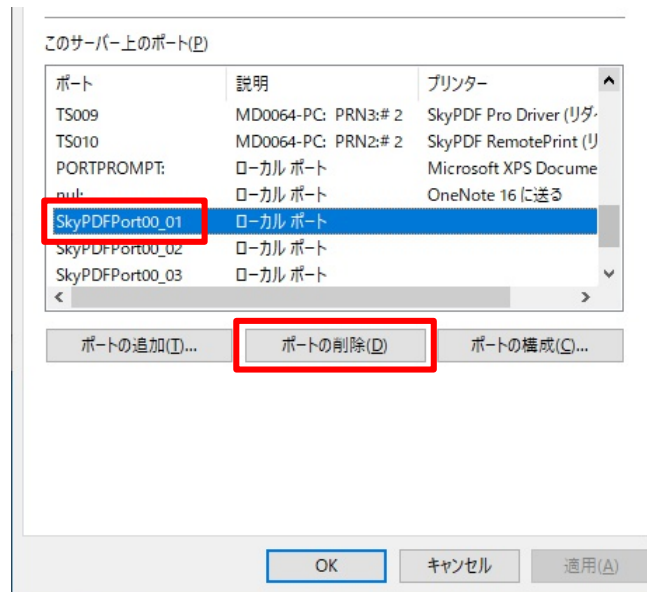 このサーバー上のポート(P)
ポート 説明 プリンター
TS009 MD0064-PC: PRN3:# 2 SkyPDF Pro Driver (リダ
TS010 MD0064-PC: PRN2:# 2 SkyPDF RemotePrint (リ
PORTPROMPT: ローカル ポート Microsoft XPS Docume
nul: ローカル ポート OneNote 16 に送る
SkyPDFPort00_01 ローカル ポート
SkyPDFPort00_02 ローカル ポート
SkyPDFPort00_03 ローカル ポート
ポートの追加(T)... ポートの削除(D) ポートの構成(C)...
OK キャンセル 適用(A)